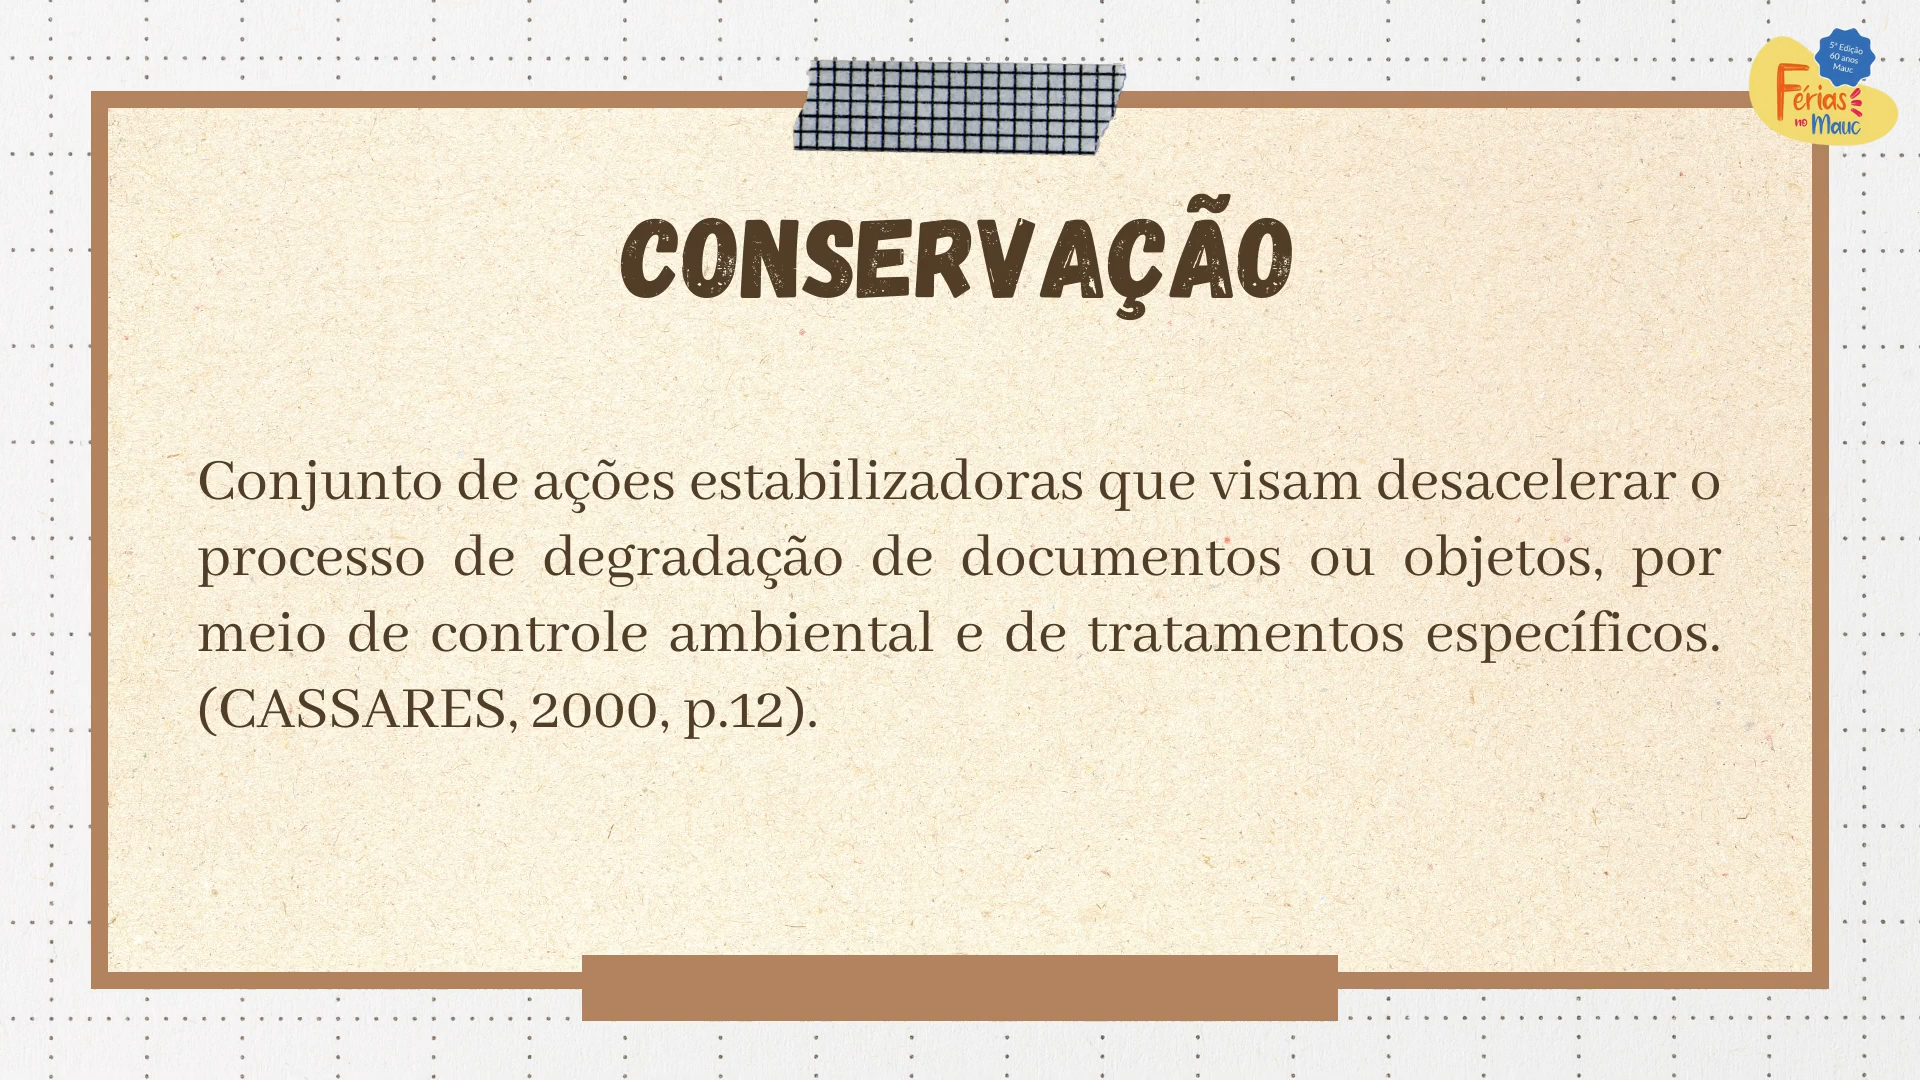 5ª Edição
60 anos
Mauc
Férias
no Mauc
CONSERVAÇÃO
Conjunto de ações estabilizadoras que visam desacelerar o
processo de degradação de documentos ou objetos, por
meio de controle ambiental e de tratamentos específicos.
(CASSARES, 2000, p.12).